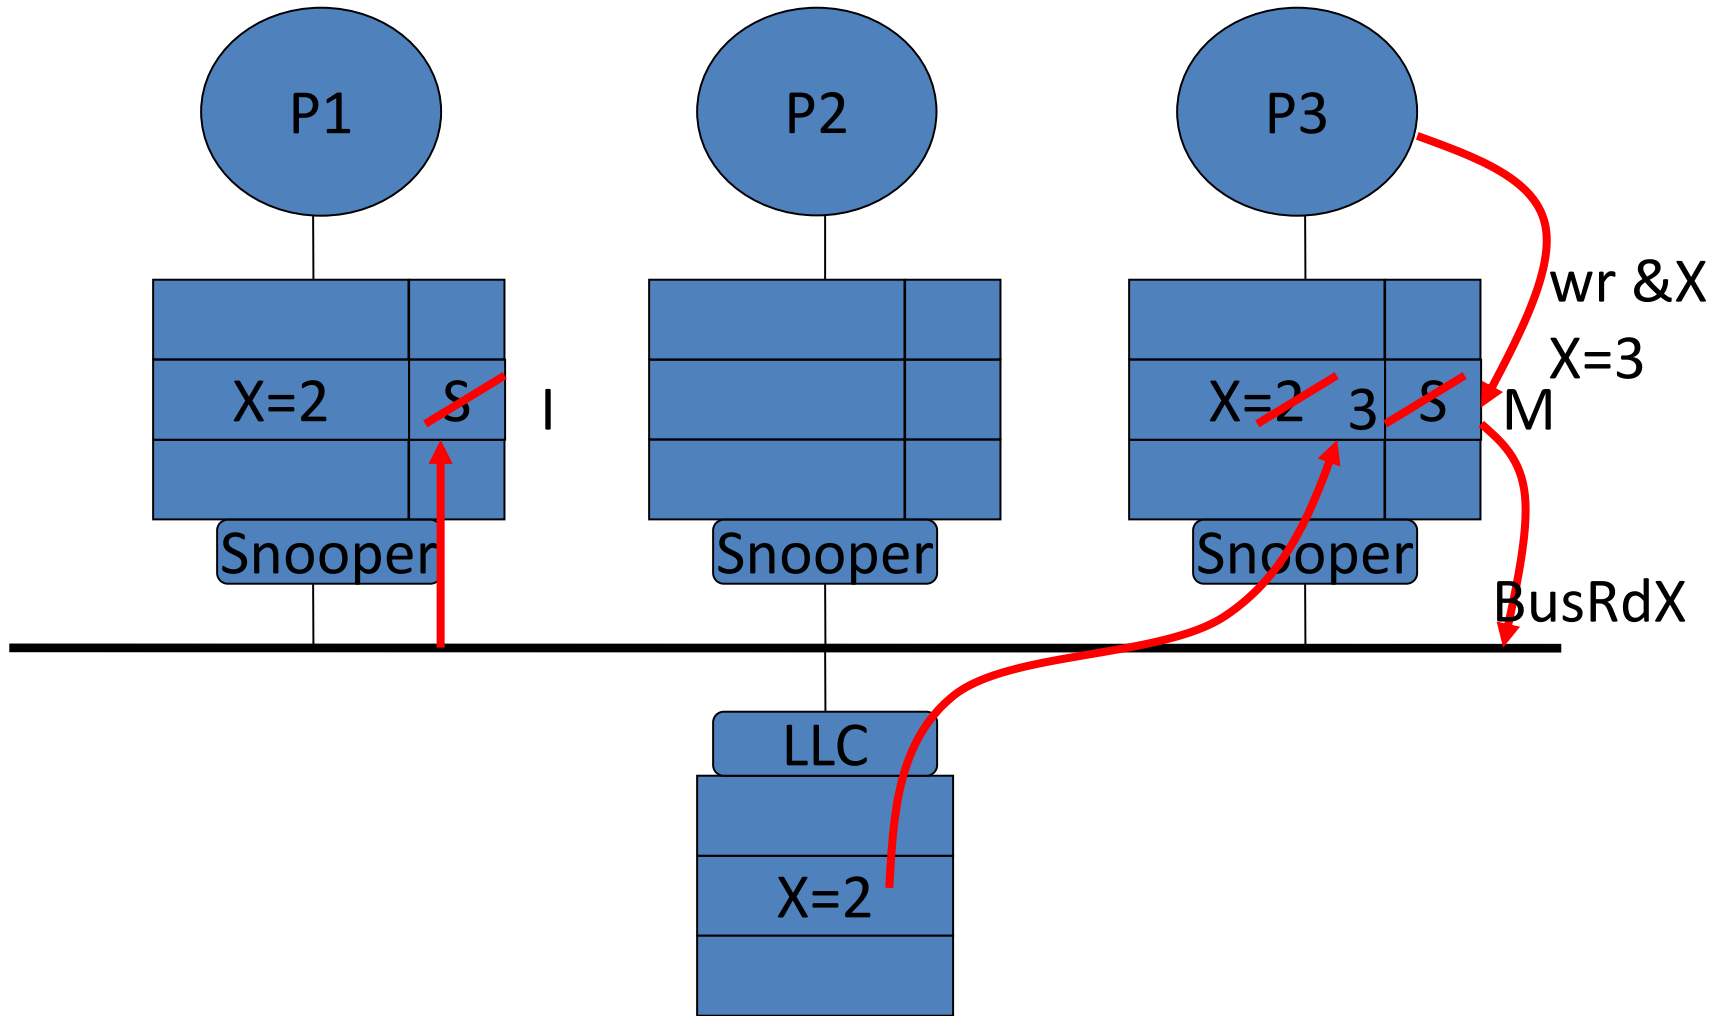 P1
P2
P3
wr &X
X=3
X=2 S I
X=2 3 S M
Snooper
Snooper
Snooper
BusRdX
LLC
X=2